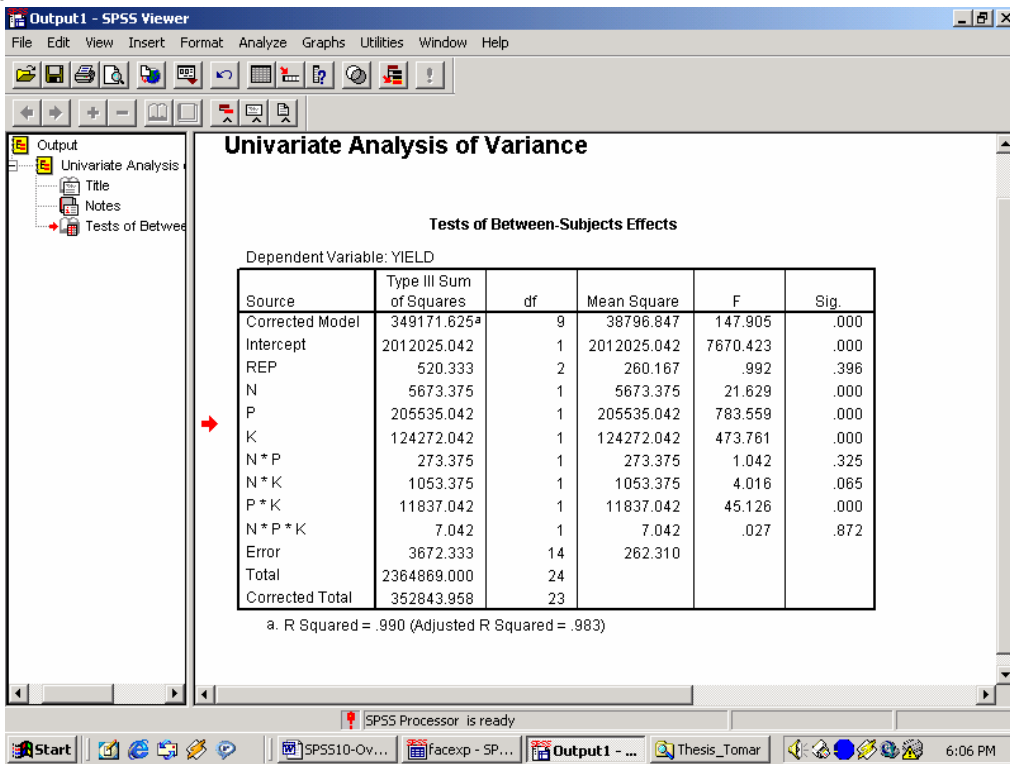 Output1 - SPSS Viewer
File Edit View Insert Format Analyze Graphs Utilities Window Help
Output
Univariate Analysis
Title
Notes
Tests of Betwee
Univariate Analysis of Variance
Tests of Between-Subjects Effects
Dependent Variable: YIELD
Source Type III Sum of Squares df Mean Square F Sig.
Corrected Model 349171.625a 9 38796.847 147.905 .000
Intercept 2012025.042 1 2012025.042 7670.423 .000
REP 520.333 2 260.167 .992 .396
N 5673.375 1 5673.375 21.629 .000
P 205535.042 1 205535.042 783.559 .000
K 124272.042 1 124272.042 473.761 .000
N * P 273.375 1 273.375 1.042 .325
N * K 1053.375 1 1053.375 4.016 .065
P * K 11837.042 1 11837.042 45.126 .000
N * P * K 7.042 1 7.042 .027 .872
Error 3672.333 14 262.310
Total 2364869.000 24
Corrected Total 352843.958 23
a. R Squared = .990 (Adjusted R Squared = .983)
SPSS Processor is ready
Start SPSS10-Ov... facexp - SP... Output1 - ... Thesis_Tomar 6:06 PM